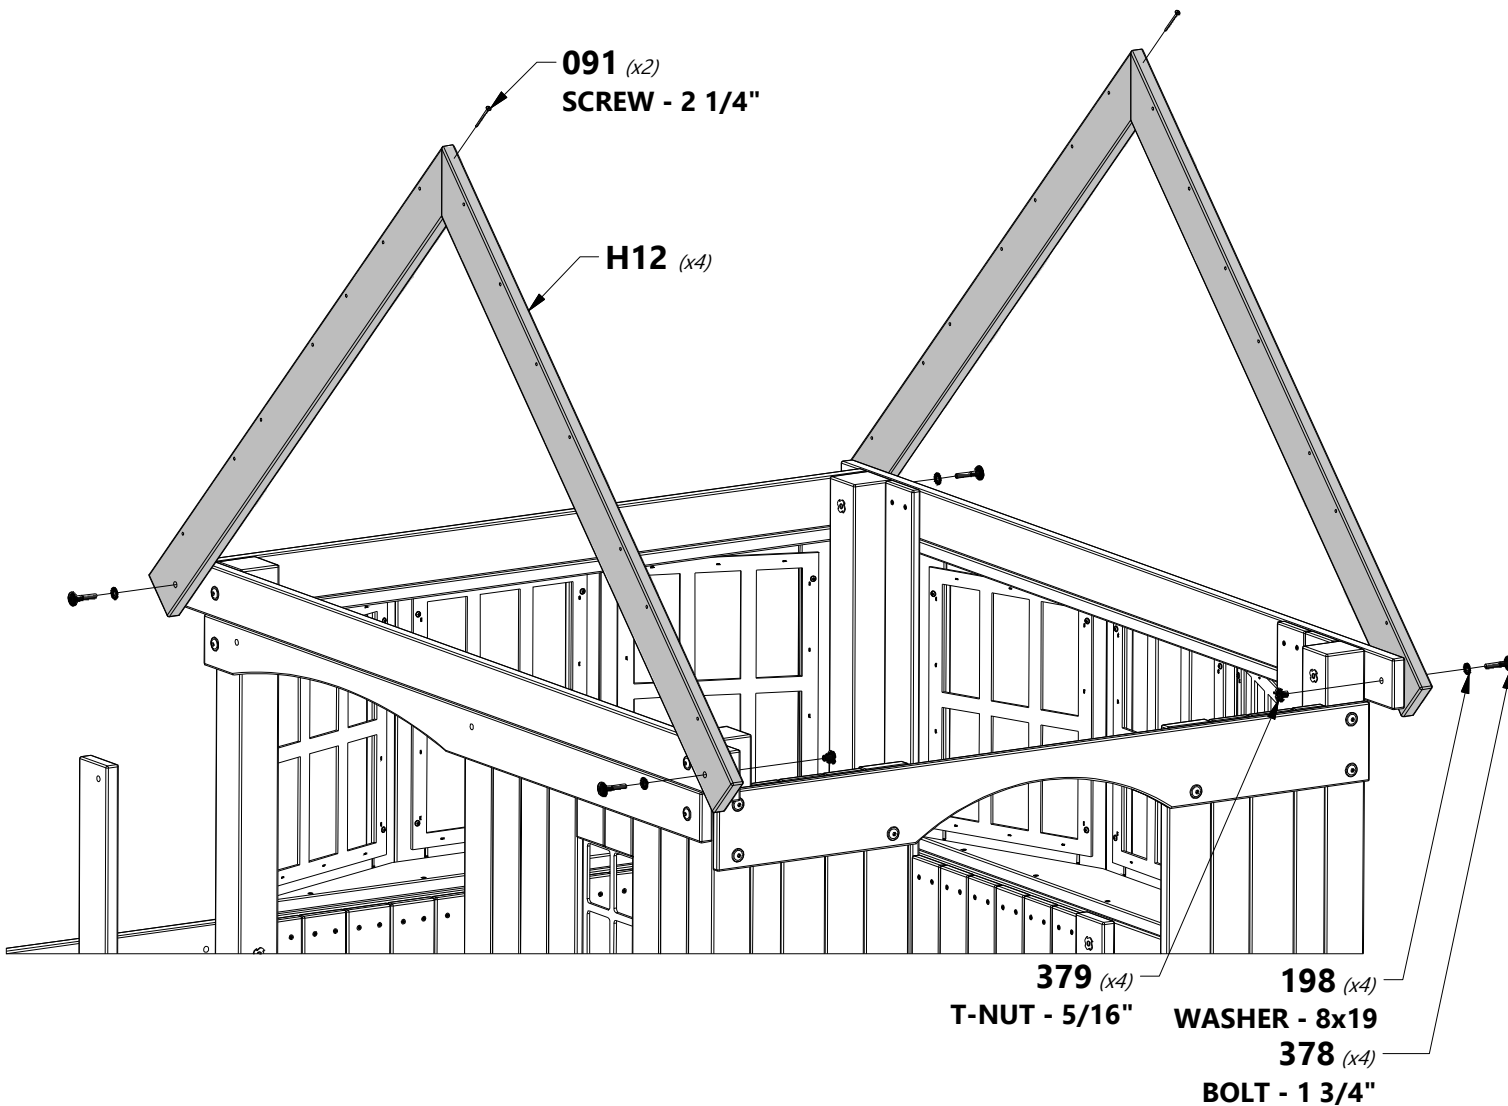 091 (x2)
SCREW - 2 1/4"
H12 (x4)
379 (x4)
T-NUT - 5/16"
198 (x4)
WASHER - 8x19
378 (x4)
BOLT - 1 3/4"